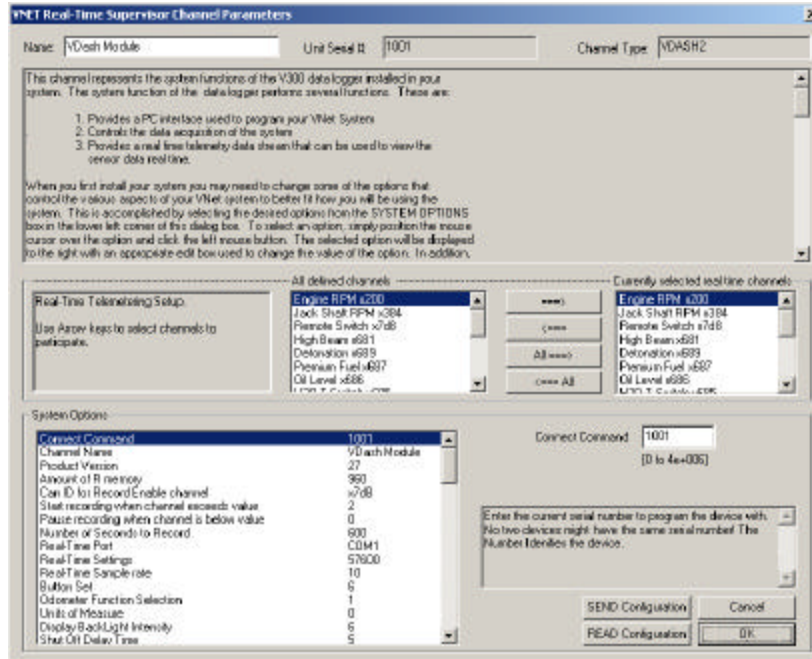 VNET Real-Time Supervisor Channel Parameters
Name: VDash Module Unit Serial #: 1001 Channel Type: VDASH2
This channel represents the system functions of the V300 data logger installed in your
system. The system function of the data logger performs several functions. These are:
1. Provides a PC interface used to program your VNet System
2. Controls the data acquisition of the system
3. Provides a real time telemetry data stream that can be used to view the
sensor data real time.
When you first install your system you may need to change some of the options that
control the various aspects of your VNet system to better fit how you will be using the
system. This is accomplished by selecting the desired options from the SYSTEM OPTIONS
box in the lower left corner of this dialog box. To select an option, simply position the mouse
cursor over the option and click the left mouse button. The selected option will be displayed
to the right with an appropriate edit box used to change the value of the option. In addition,
Real-Time Telemetering Setup.
Use Arrow keys to select channels to
participate.
All defined channels
Engine RPM x200
Jack Shaft RPM x384
Remote Switch x7d8
High Beam x681
Detonation x689
Premium Fuel x687
Oil Level x686
===>
<===
All ===>
<=== All
Currently selected real time channels
Engine RPM x200
Jack Shaft RPM x384
Remote Switch x7d8
High Beam x681
Detonation x689
Premium Fuel x687
Oil Level x686
System Options
Connect Command 1001
Channel Name VDash Module
Product Version 27
Amount of R memory 960
Can ID for Record Enable channel x7d8
Start recording when channel exceeds value 2
Pause recording when channel is below value 0
Number of Seconds to Record. 600
Real-Time Port COM1
Real-Time Settings 57600
Real-Time Sample rate 10
Button Set 6
Odometer Function Selection 1
Units of Measure 0
Display BackLight Intensity 6
Shut Off Delay Time 5
Connect Command 1001
[0 to 4e+006]
Enter the current serial number to program the device with.
No two devices might have the same serial number! The
Number Idenifies the device.
SEND Configuration Cancel
READ Configuration OK